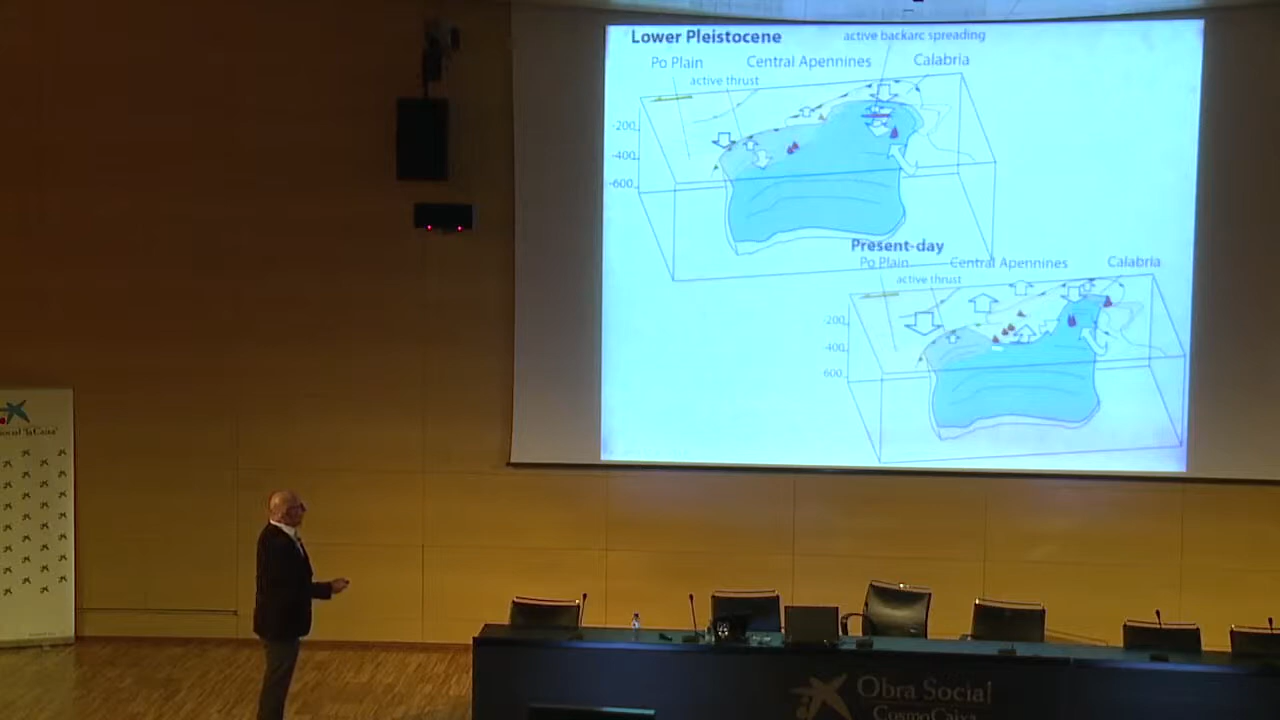 Lower Pleistocene
active backarc spreading
Po Plain
Central Apennines
Calabria
active thrust
-200
-400
-600
Present-day
Po Plain
Central Apennines
Calabria
active thrust
-200
400
600
Obra Social
CosmoCaixa